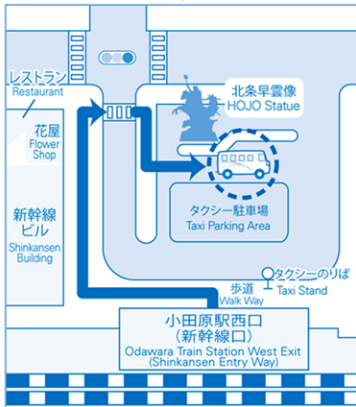 レストラン
Restaurant
花屋
Flower
Shop
新幹線
ビル
Shinkansen
Building
北条早雲像
HOJO Statue
タクシー駐車場
Taxi Parking Area
タクシーのりば
Taxi Stand
歩道
Walk Way
小田原駅西口
(新幹線口)
Odawara Train Station West Exit
(Shinkansen Entry Way)